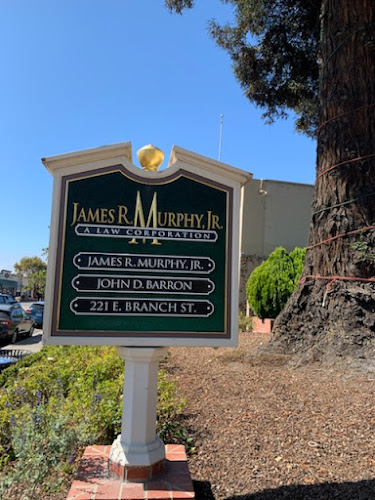 JAMES R. MURPHY, JR.
A LAW CORPORATION
JAMES R. MURPHY, JR.
JOHN D. BARRON
221 E. BRANCH ST.